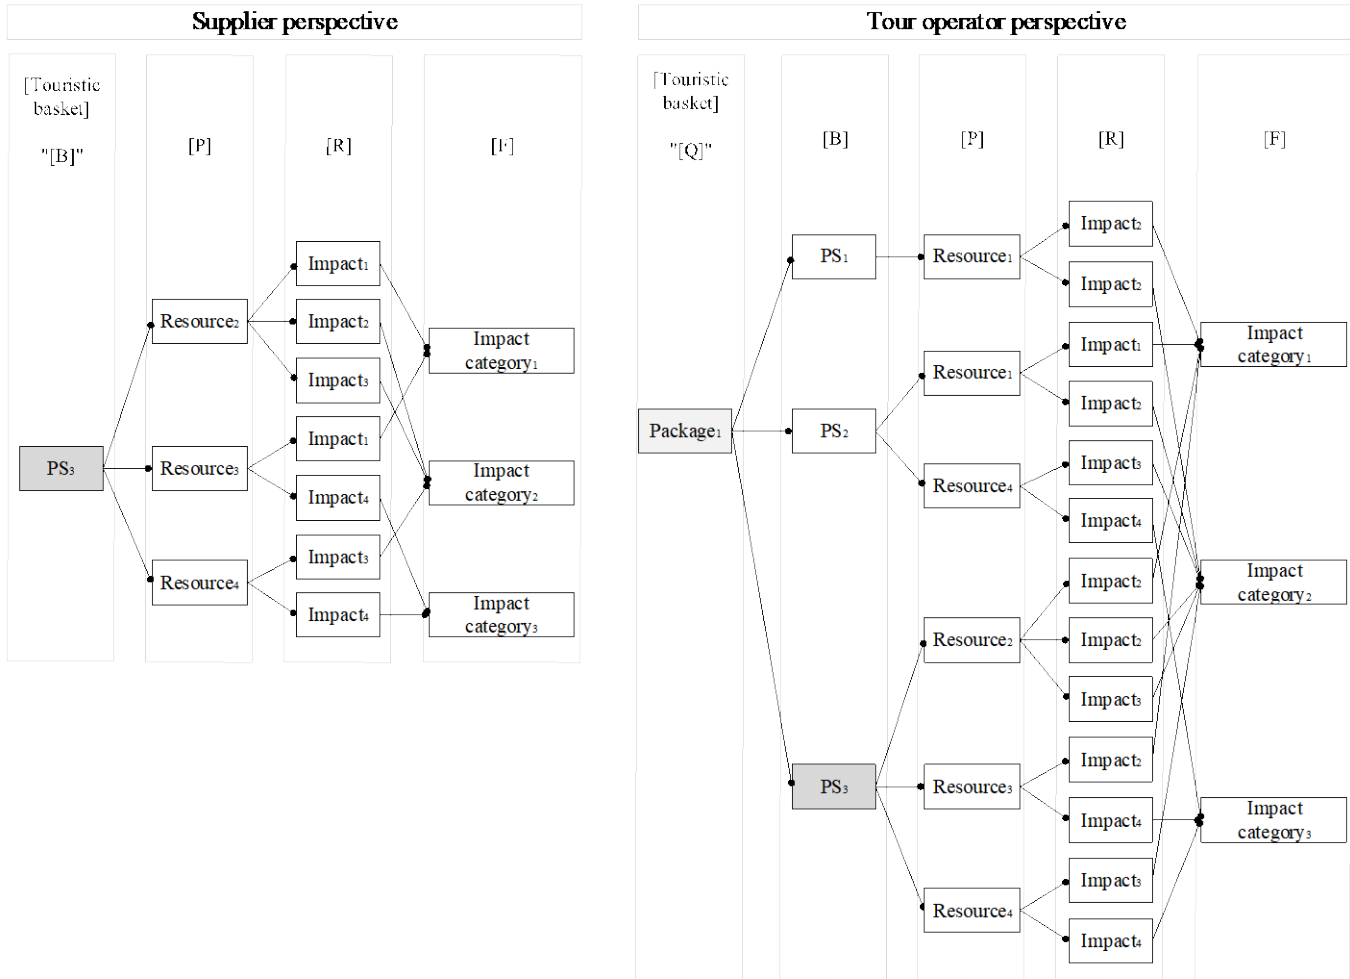 Supplier perspective
[Touristic
basket]
"[B]"
[P]
[R]
[F]
PS3
Resource2
Resource3
Resource4
Impact1
Impact2
Impact3
Impact1
Impact4
Impact3
Impact4
Impact
category1
Impact
category2
Impact
category3
Tour operator perspective
[Touristic
basket]
"[Q]"
[B]
[P]
[R]
[F]
Package1
PS1
PS2
PS3
Resource1
Resource1
Resource4
Resource2
Resource3
Resource4
Impact2
Impact2
Impact1
Impact2
Impact3
Impact4
Impact2
Impact2
Impact3
Impact2
Impact4
Impact3
Impact4
Impact
category1
Impact
category2
Impact
category3